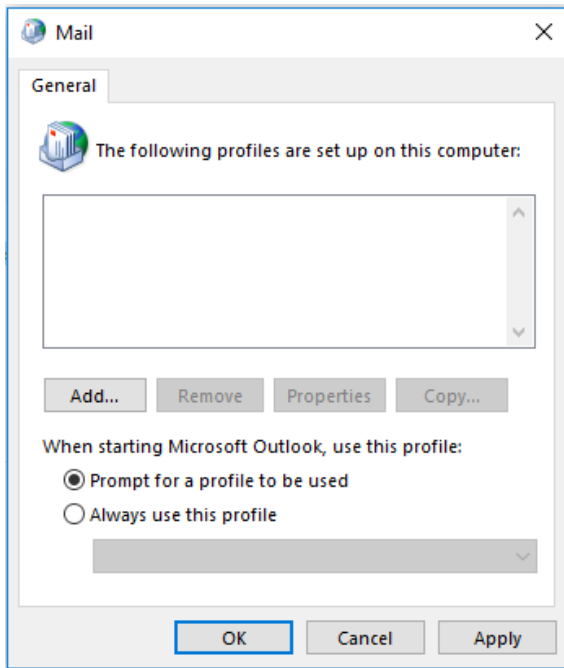 Mail
General
The following profiles are set up on this computer:
Add...
Remove
Properties
Copy...
When starting Microsoft Outlook, use this profile:
Prompt for a profile to be used
Always use this profile
OK
Cancel
Apply